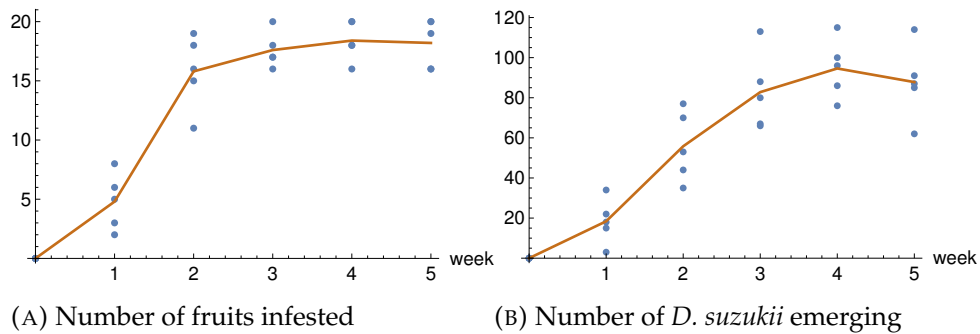 20
15
10
5
1 2 3 4 5 week
(A) Number of fruits infested
120
100
80
60
40
20
1 2 3 4 5 week
(B) Number of D. suzukii emerging